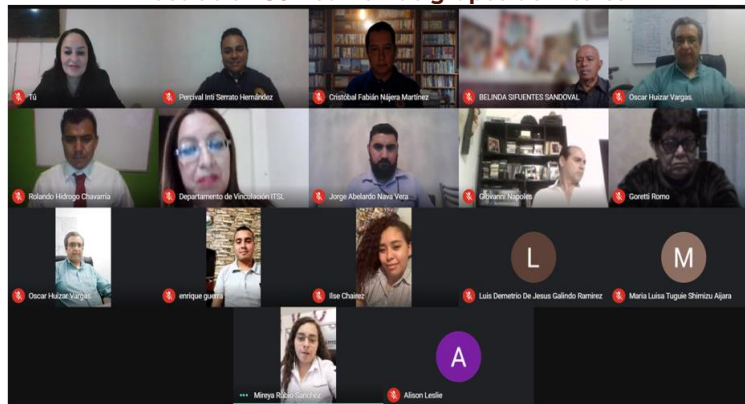 Tú
Percival Inti Serrato Hernández
Cristóbal Fabián Nájera Martínez
BELINDA SIFUENTES SANDOVAL
Oscar Huizar Vargas
Rolando Hidrogo Chavarría
Departamento de Vinculación ITSL
Jorge Abelardo Nava Vera
Giovanni Napoles
Goretti Romo
Oscar Huizar Vargas
enrique guerra
Ilse Chairez
L
Luis Demetrio De Jesus Galindo Ramirez
M
Maria Luisa Tuguie Shimizu Aijara
Mireya Rubio Sanchez
A
Alison Leslie